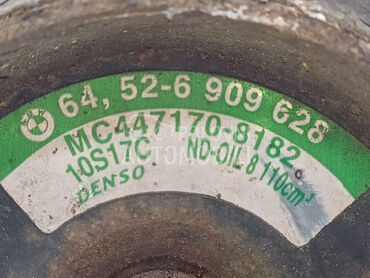 64, 52-6 909 628
MC447170-8182
10S17C ND-OIL 8 110cm³
DENSO